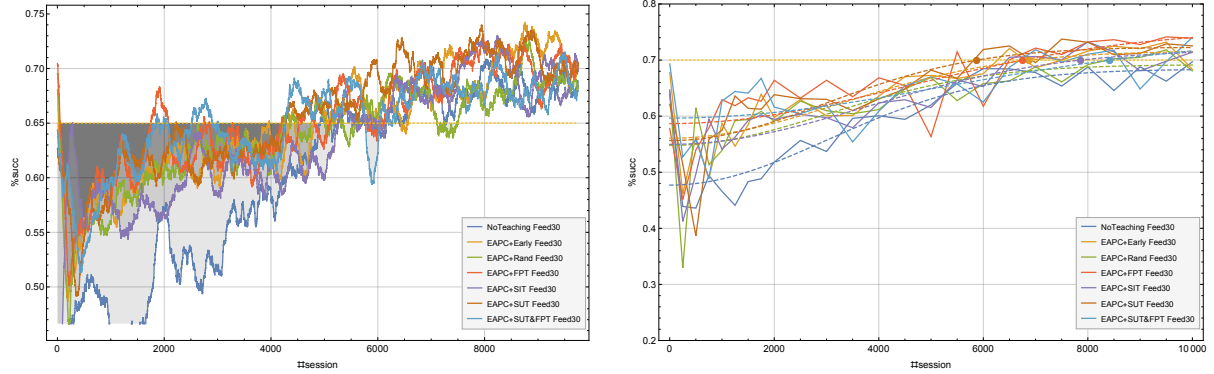 0.75
0.70
0.65
0.60
0.55
0.50
%succ
0
2000
4000
6000
8000
#session
NoTeaching Feed30
EAPC+Early Feed30
EAPC+Rand Feed30
EAPC+FPT Feed30
EAPC+SIT Feed30
EAPC+SUT Feed30
EAPC+SUT&FPT Feed30
0.8
0.7
0.6
0.5
0.4
0.3
0.2
%succ
0
2000
4000
6000
8000
10000
#session
NoTeaching Feed30
EAPC+Early Feed30
EAPC+Rand Feed30
EAPC+FPT Feed30
EAPC+SIT Feed30
EAPC+SUT Feed30
EAPC+SUT&FPT Feed30